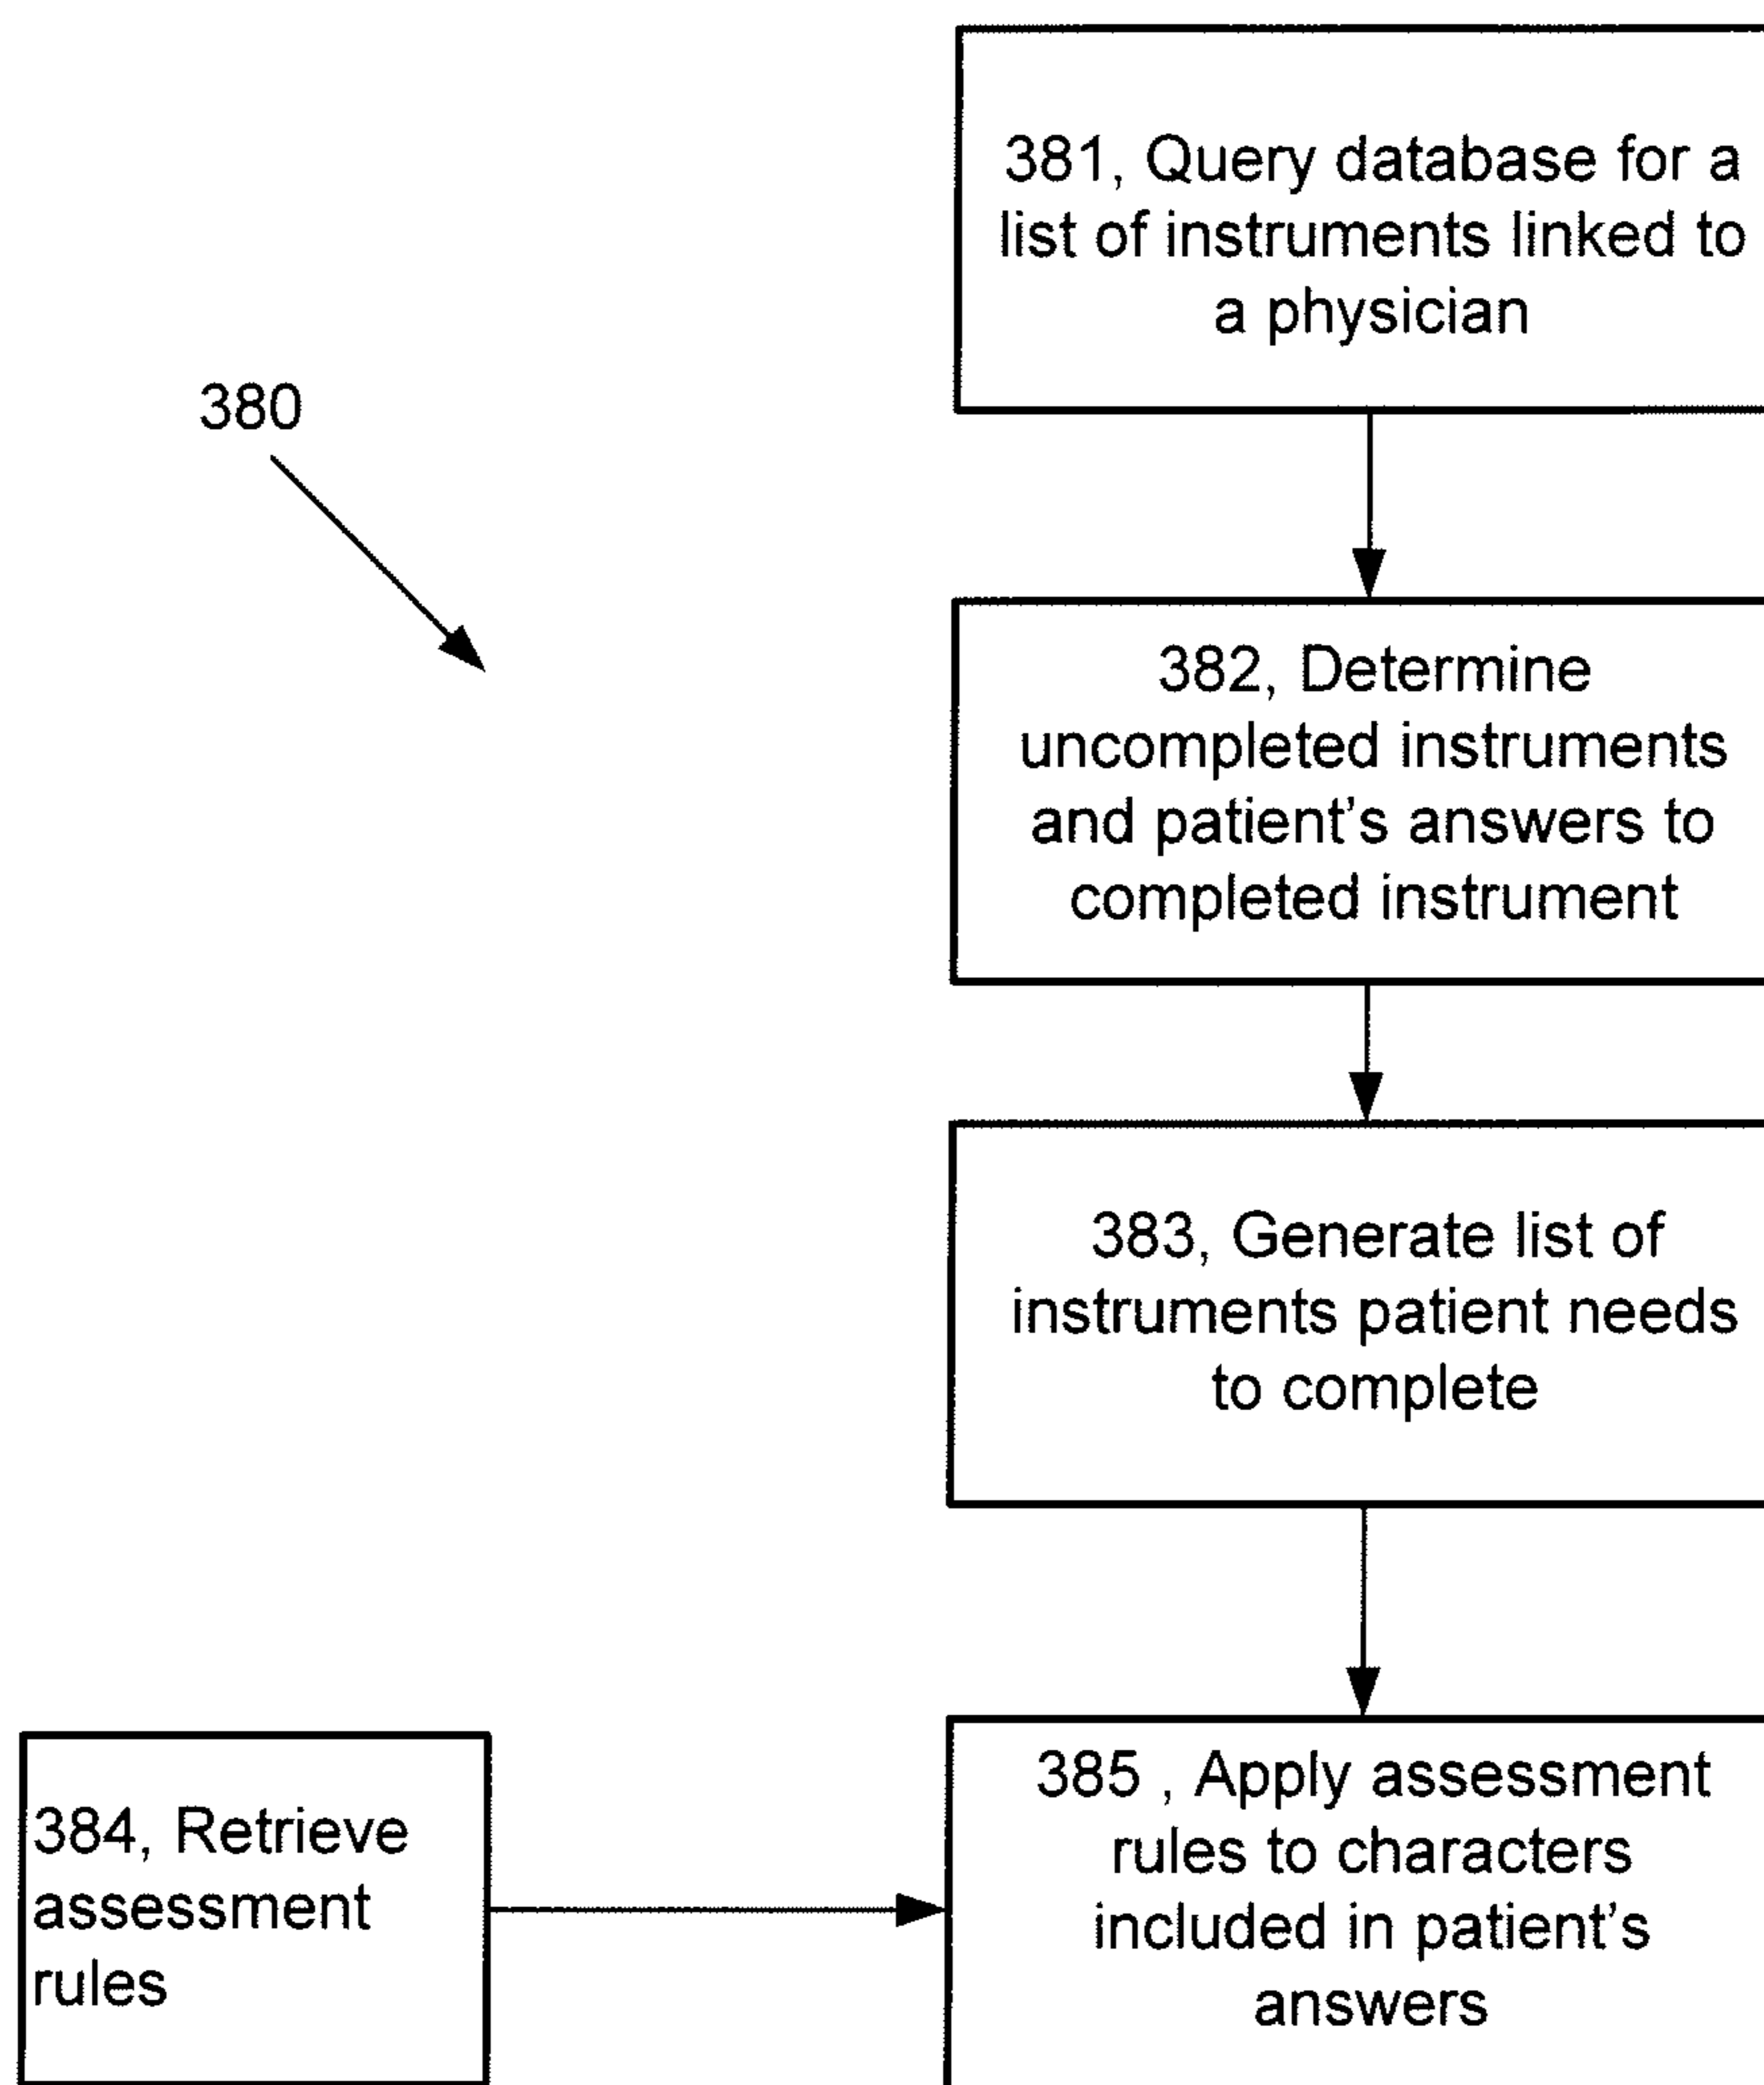 381, Query database for a
list of instruments linked to
a physician
380
382, Determine
uncompleted instruments
and patient's answers to
completed instrument
383, Generate list of
instruments patient needs
to complete
384, Retrieve
assessment
rules
385 , Apply assessment
rules to characters
included in patient's
answers